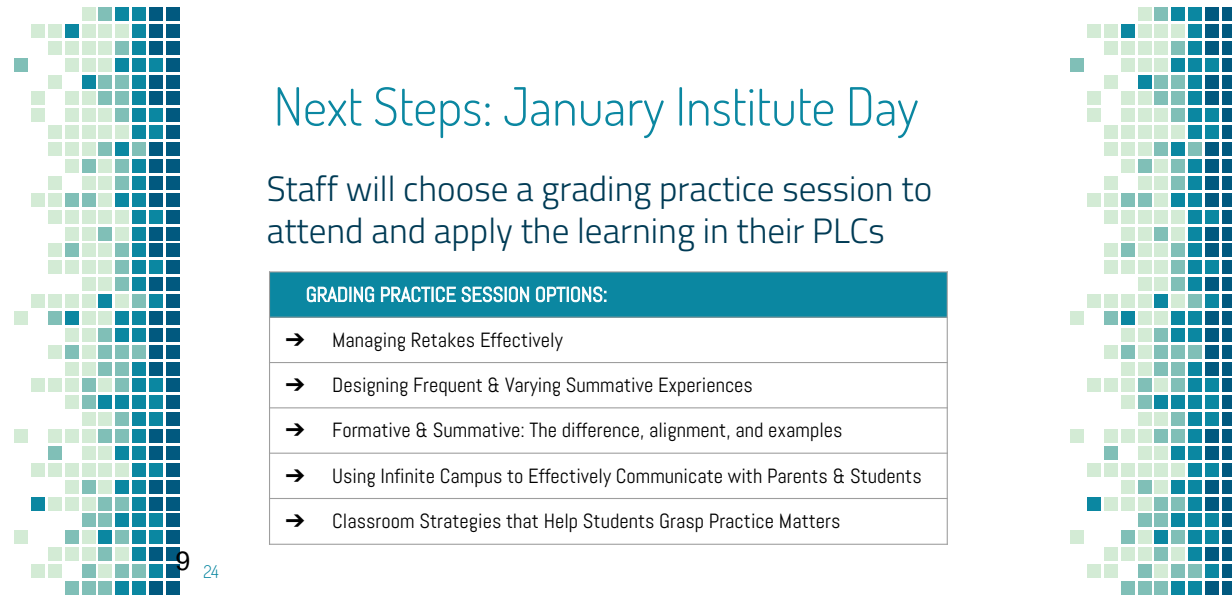 Next Steps: January Institute Day
Staff will choose a grading practice session to
attend and apply the learning in their PLCs
GRADING PRACTICE SESSION OPTIONS:
➔ Managing Retakes Effectively
➔ Designing Frequent & Varying Summative Experiences
➔ Formative & Summative: The difference, alignment, and examples
➔ Using Infinite Campus to Effectively Communicate with Parents & Students
➔ Classroom Strategies that Help Students Grasp Practice Matters
9
24